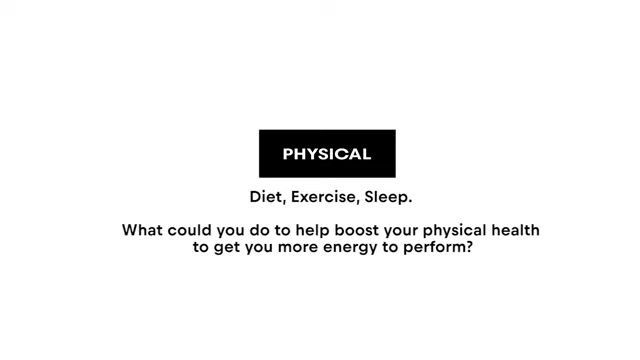 PHYSICAL
Diet, Exercise, Sleep.
What could you do to help boost your physical health
to get you more energy to perform?